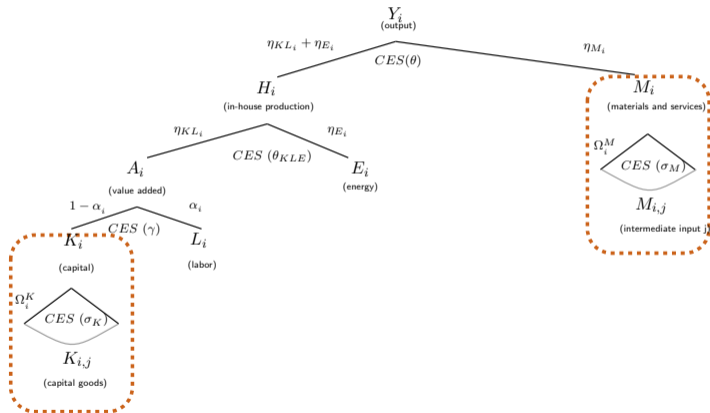 Y_i
(output)
η_{KL_i} + η_{E_i}
η_{M_i}
CES(θ)
H_i
(in-house production)
M_i
(materials and services)
η_{KL_i}
η_{E_i}
CES (θ_{KLE})
Ω_i^M
CES (σ_M)
A_i
(value added)
E_i
(energy)
M_{i,j}
(intermediate input j)
1 − α_i
α_i
CES (γ)
K_i
(capital)
L_i
(labor)
Ω_i^K
CES (σ_K)
K_{i,j}
(capital goods)